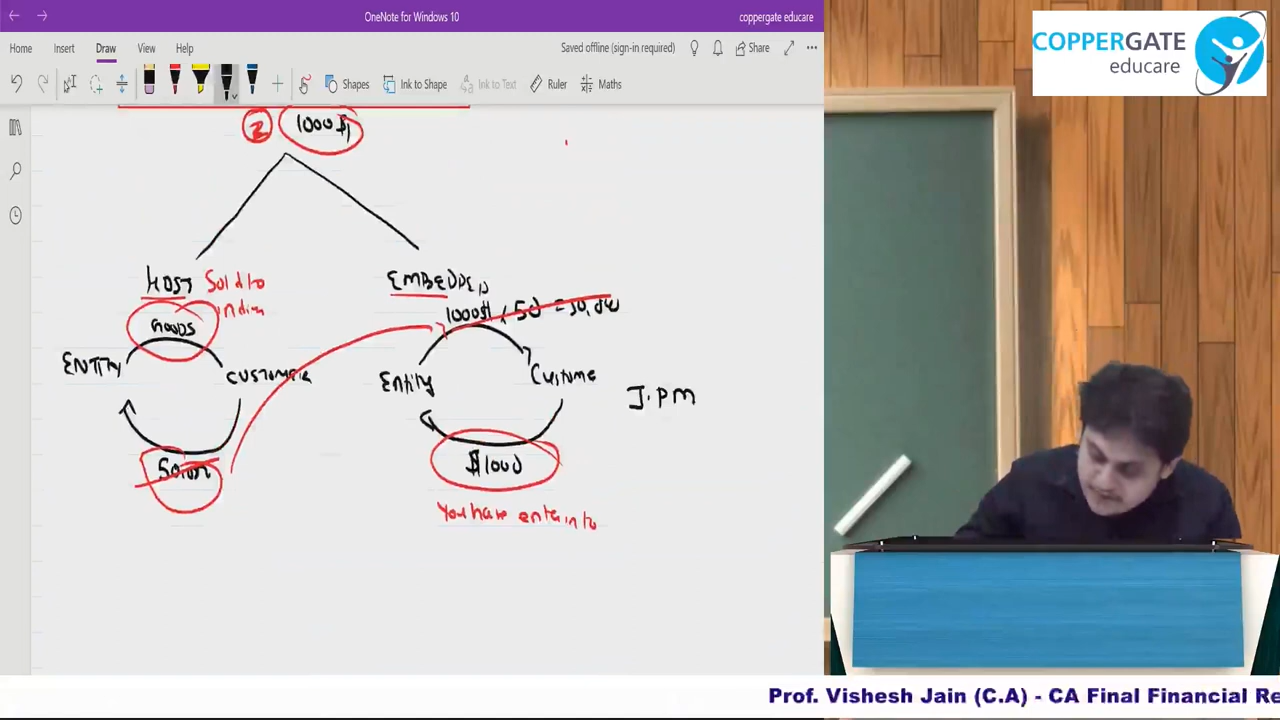 OneNote for Windows 10
coppergate educare
Home Insert Draw View Help
Saved offline (sign-in required)
Share
Shapes
Ink to Shape
Ink to Text
Ruler
Maths
COPPERGATE
educare
2
1000 $
HOST
Sold to
Indian
GOODS
ENTITY
CUSTOMER
EMBEDDED
1000$ × 50 = 50,000
Entity
Custome
J.P.M
$1000
You have enter into
Prof. Vishesh Jain (C.A) - CA Final Financial Re